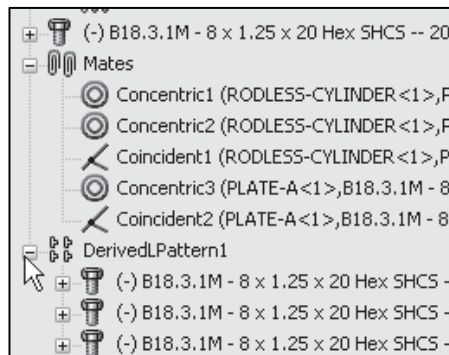 (-) B18.3.1M - 8 x 1.25 x 20 Hex SHCS -- 20
Mates
Concentric1 (RODLESS-CYLINDER<1>,P
Concentric2 (RODLESS-CYLINDER<1>,P
Coincident1 (RODLESS-CYLINDER<1>,P
Concentric3 (PLATE-A<1>,B18.3.1M - 8
Coincident2 (PLATE-A<1>,B18.3.1M - 8
DerivedLPattern1
(-) B18.3.1M - 8 x 1.25 x 20 Hex SHCS -
(-) B18.3.1M - 8 x 1.25 x 20 Hex SHCS -
(-) B18.3.1M - 8 x 1.25 x 20 Hex SHCS -